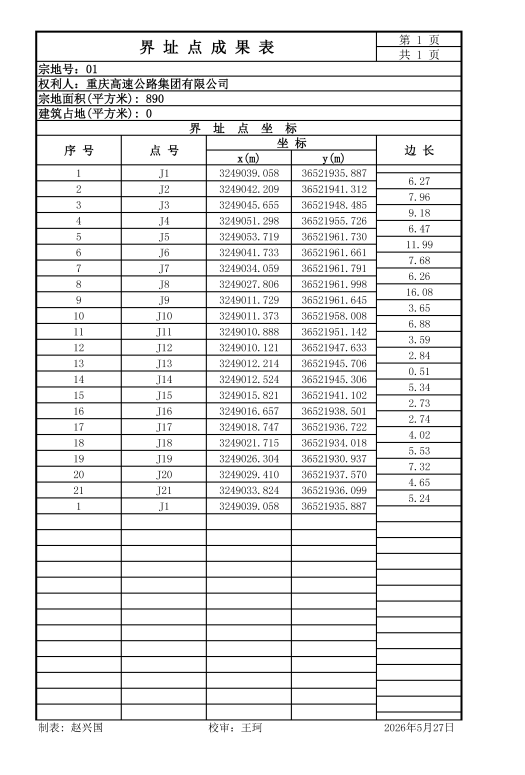 界 址 点 成 果 表
第 1 页
共 1 页
宗地号: 01
权利人: 重庆高速公路集团有限公司
宗地面积(平方米): 890
建筑占地(平方米): 0
界 址 点 坐 标
序 号 点 号 坐 标 边 长
x(m) y(m)
1 J1 3249039.058 36521935.887
6.27
2 J2 3249042.209 36521941.312
7.96
3 J3 3249045.655 36521948.485
9.18
4 J4 3249051.298 36521955.726
6.47
5 J5 3249053.719 36521961.730
11.99
6 J6 3249041.733 36521961.661
7.68
7 J7 3249034.059 36521961.791
6.26
8 J8 3249027.806 36521961.998
16.08
9 J9 3249011.729 36521961.645
3.65
10 J10 3249011.373 36521958.008
6.88
11 J11 3249010.888 36521951.142
3.59
12 J12 3249010.121 36521947.633
2.84
13 J13 3249012.214 36521945.706
0.51
14 J14 3249012.524 36521945.306
5.34
15 J15 3249015.821 36521941.102
2.73
16 J16 3249016.657 36521938.501
2.74
17 J17 3249018.747 36521936.722
4.02
18 J18 3249021.715 36521934.018
5.53
19 J19 3249026.304 36521930.937
7.32
20 J20 3249029.410 36521937.570
4.65
21 J21 3249033.824 36521936.099
5.24
1 J1 3249039.058 36521935.887
制表: 赵兴国 校审: 王珂 2026年5月27日